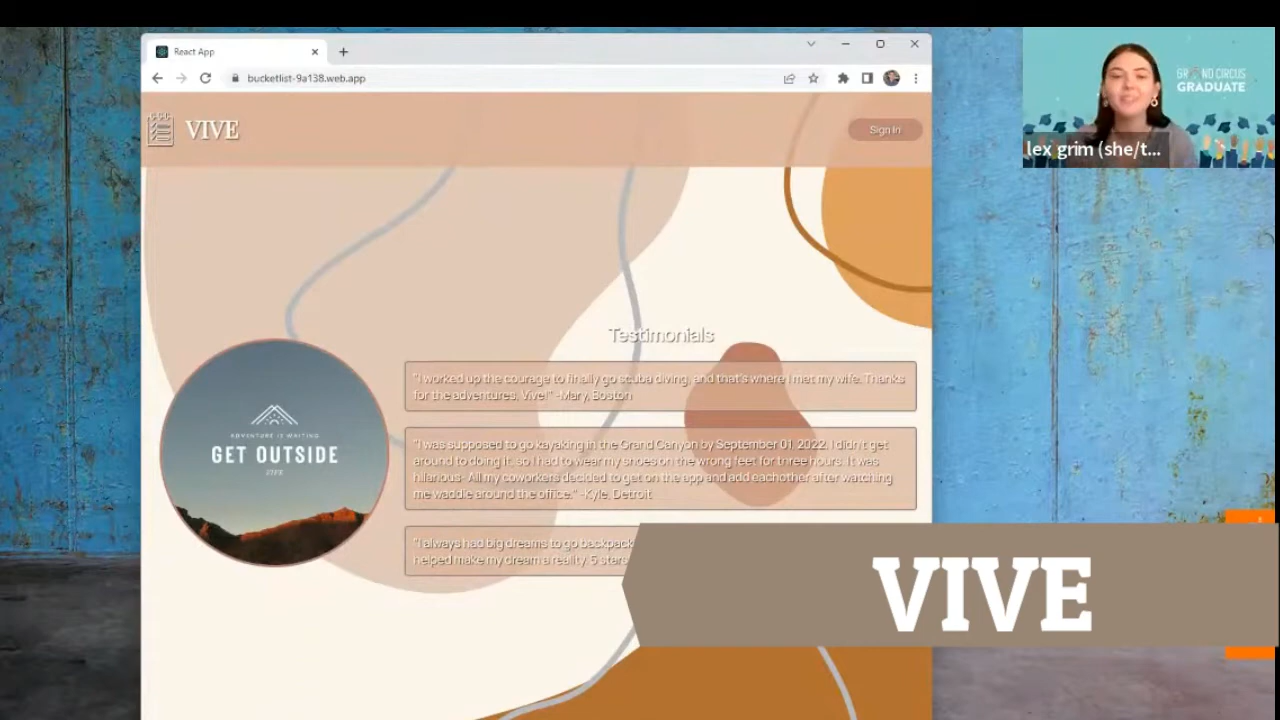 React App
bucketlist-9a138.web.app
VIVE
Sign In
GRAND CIRCUS
GRADUATE
lex grim (she/t...
Testimonials
"I worked up the courage to finally go scuba diving, and that's where I met my wife. Thanks
for the adventures, Vive!" -Mary, Boston
ADVENTURE IS WAITING
GET OUTSIDE
"I was supposed to go kayaking in the Grand Canyon by September 01, 2022. I didn't get
around to doing it, so I had to wear my shoes on the wrong feet for three hours. It was
hilarious- All my coworkers decided to get on the app and add eachother after watching
me waddle around the office." -Kyle, Detroit
"I always had big dreams to go backpack
helped make my dream a reality. 5 stars
VIVE